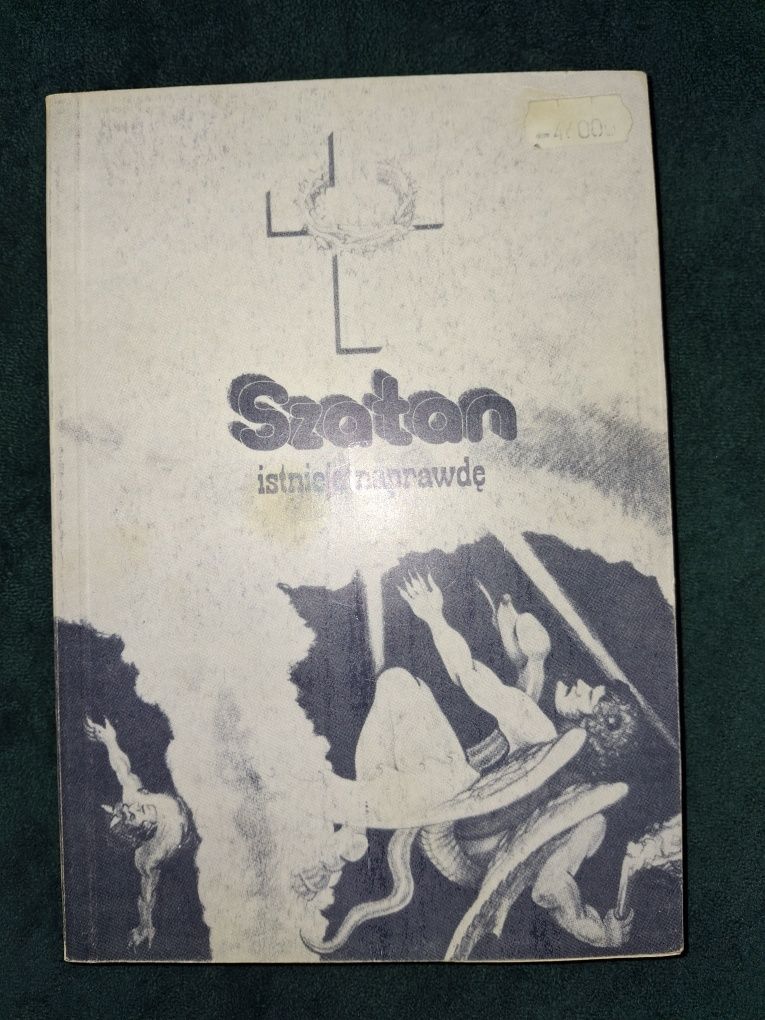 Szatan
istnieje naprawdę